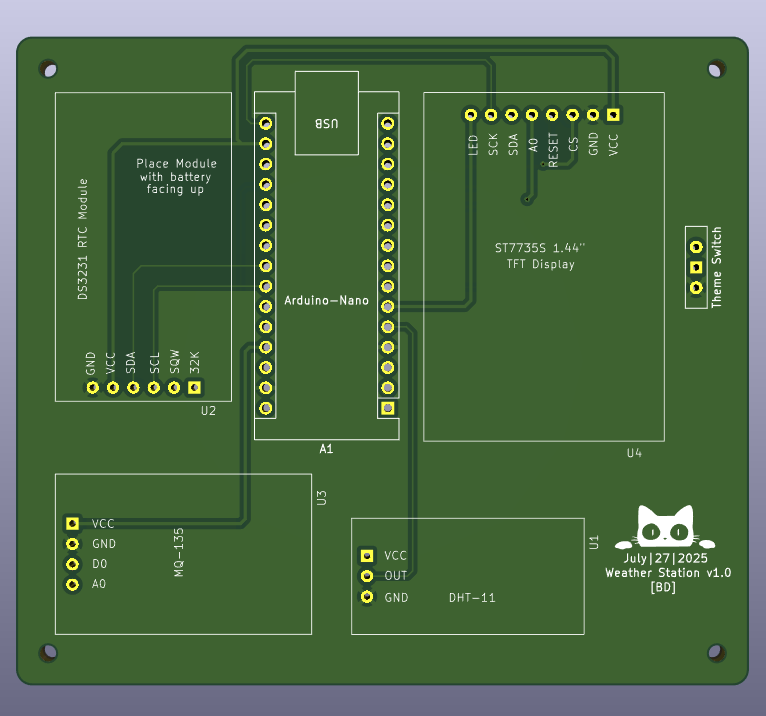 USB
LED
SCK
SDA
A0
RESET
CS
GND
VCC
Place Module
with battery
facing up
DS3231 RTC Module
ST7735S 1.44"
TFT Display
Theme Switch
Arduino-Nano
GND
VCC
SDA
SCL
SQW
32K
U2
A1
U4
U3
VCC
GND
D0
A0
MQ-135
U1
VCC
OUT
GND
DHT-11
July|27|2025
Weather Station v1.0
[BD]